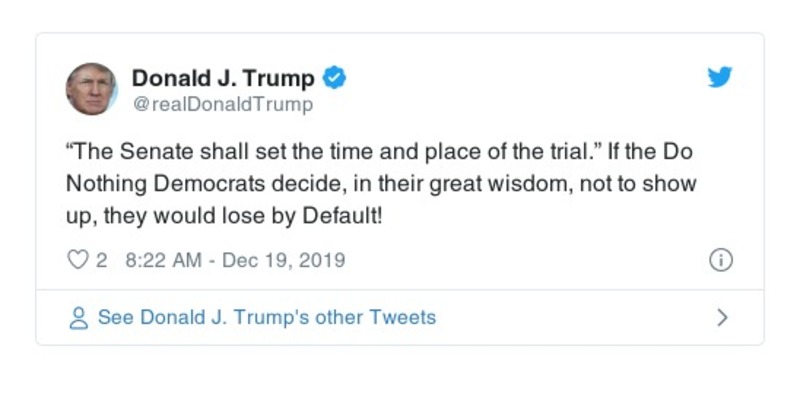 Donald J. Trump
@realDonaldTrump
“The Senate shall set the time and place of the trial.” If the Do
Nothing Democrats decide, in their great wisdom, not to show
up, they would lose by Default!
2 8:22 AM - Dec 19, 2019
See Donald J. Trump's other Tweets